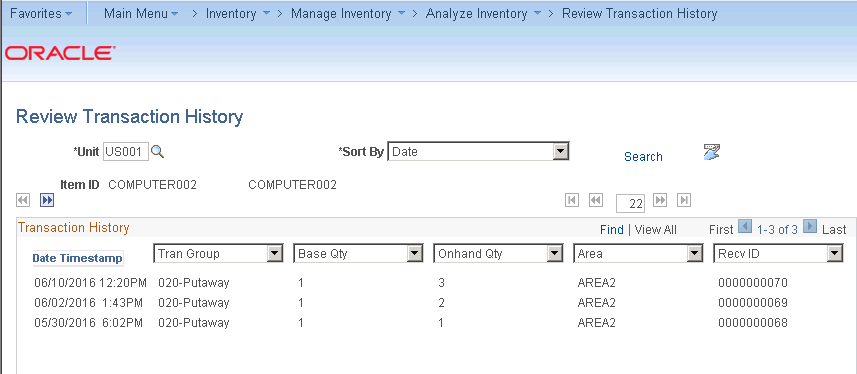 Favorites Main Menu > Inventory > Manage Inventory > Analyze Inventory > Review Transaction History
ORACLE
Review Transaction History
*Unit US001 *Sort By Date Search
Item ID COMPUTER002 COMPUTER002
22
Transaction History Find | View All First 1-3 of 3 Last
Date Timestamp Tran Group Base Qty Onhand Qty Area Recv ID
06/10/2016 12:20PM 020-Putaway 1 3 AREA2 0000000070
06/02/2016 1:43PM 020-Putaway 1 2 AREA2 0000000069
05/30/2016 6:02PM 020-Putaway 1 1 AREA2 0000000068